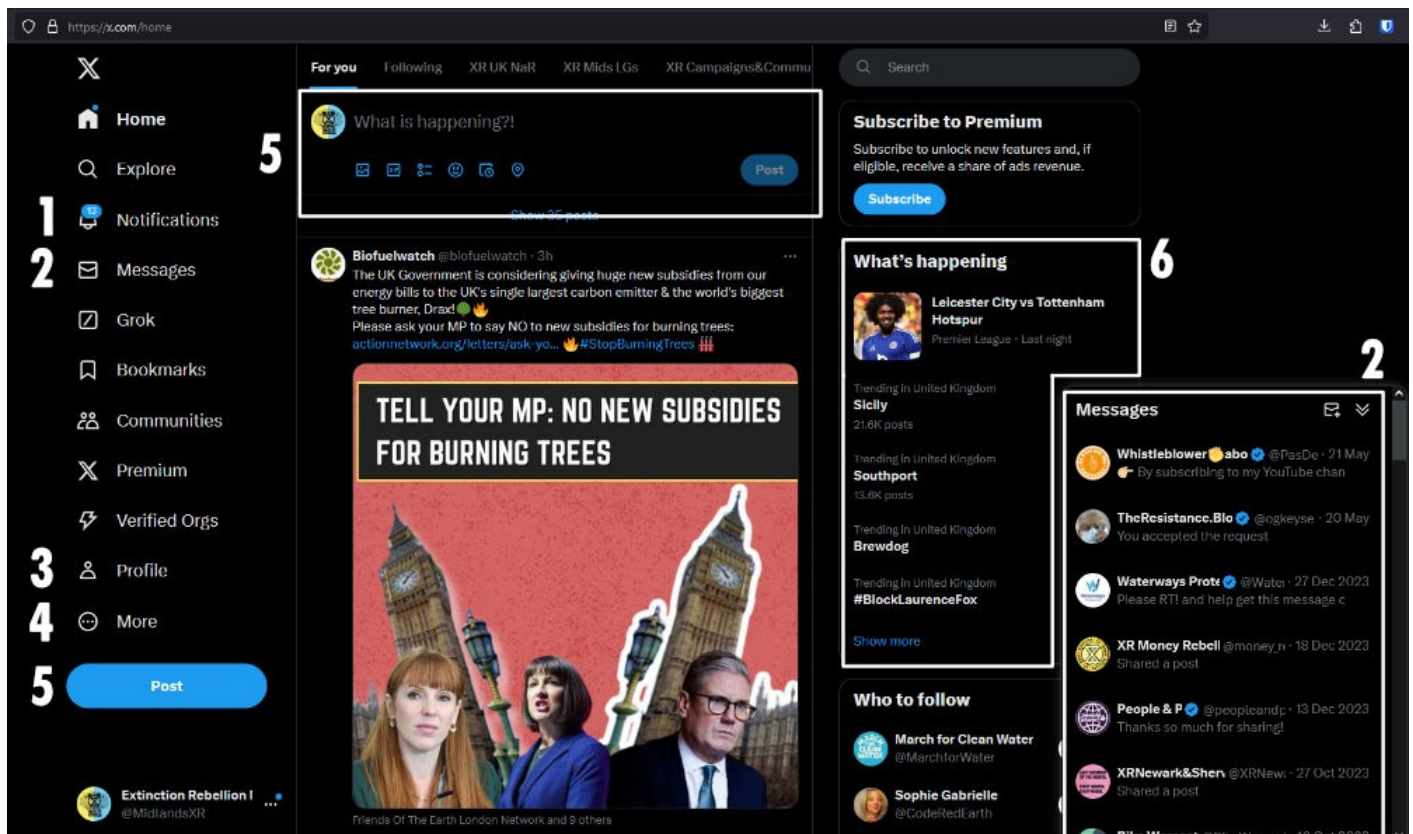 https://x.com/home
For you Following XR UK NaR XR Mids LGs XR Campaigns&Commu
Search
Home
Explore
1
Notifications
13
2
Messages
Grok
Bookmarks
Communities
Premium
Verified Orgs
3
Profile
4
More
5
Post
Extinction Rebellion
@MidlandsXR
5
What is happening?!
GIF
Post
Show 35 posts
Biofuelwatch @biofuelwatch · 3h
The UK Government is considering giving huge new subsidies from our
energy bills to the UK's single largest carbon emitter & the world's biggest
tree burner, Drax!🌳🔥
Please ask your MP to say NO to new subsidies for burning trees:
actionnetwork.org/letters/ask-yo... 🔥#StopBurningTrees
TELL YOUR MP: NO NEW SUBSIDIES
FOR BURNING TREES
Friends Of The Earth London Network and 9 others
Subscribe to Premium
Subscribe to unlock new features and, if
eligible, receive a share of ads revenue.
Subscribe
6
What's happening
Leicester City vs Tottenham
Hotspur
Premier League · Last night
Trending in United Kingdom
Sicily
21.6K posts
Trending in United Kingdom
Southport
13.6K posts
Trending in United Kingdom
Brewdog
Trending in United Kingdom
#BlockLaurenceFox
Show more
Who to follow
March for Clean Water
@MarchforWater
Sophie Gabrielle
@CodeRedEarth
2
Messages
Whistleblower👏abo @PasDe · 21 May
👉 By subscribing to my YouTube chan
TheResistance.Blo @ogkeyse · 20 May
You accepted the request
Waterways Prote @Water · 27 Dec 2023
Please RT! and help get this message c
XR Money Rebell @money_r · 18 Dec 2023
Shared a post
People & P @peopleandp · 13 Dec 2023
Thanks so much for sharing!
XRNewark&Sherw @XRNew · 27 Oct 2023
Shared a post